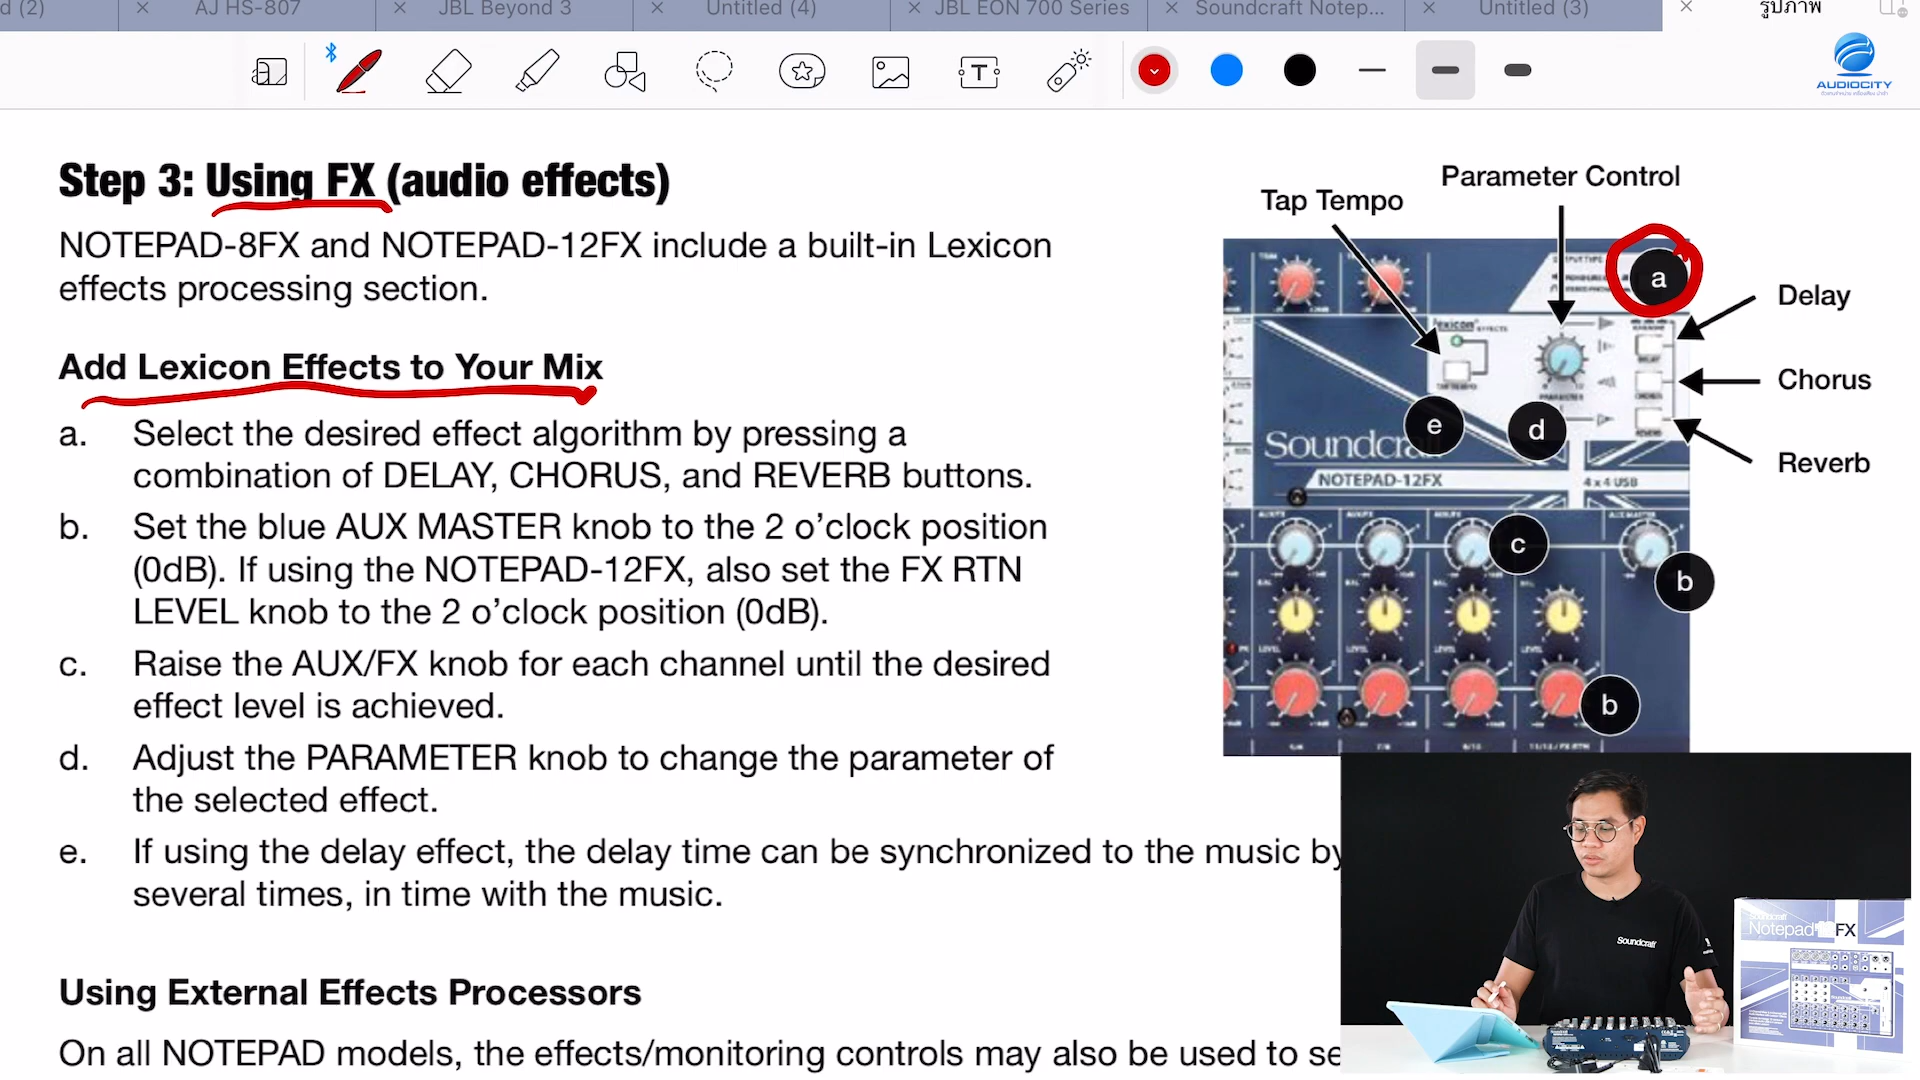 d (2)
AJ HS-807
JBL Beyond 3
Untitled (4)
JBL EON 700 Series
Soundcraft Notep...
Untitled (3)
รูปภาพ
AUDIOCITY
Step 3: Using FX (audio effects)
NOTEPAD-8FX and NOTEPAD-12FX include a built-in Lexicon
effects processing section.
Add Lexicon Effects to Your Mix
a. Select the desired effect algorithm by pressing a
combination of DELAY, CHORUS, and REVERB buttons.
b. Set the blue AUX MASTER knob to the 2 o’clock position
(0dB). If using the NOTEPAD-12FX, also set the FX RTN
LEVEL knob to the 2 o’clock position (0dB).
c. Raise the AUX/FX knob for each channel until the desired
effect level is achieved.
d. Adjust the PARAMETER knob to change the parameter of
the selected effect.
e. If using the delay effect, the delay time can be synchronized to the music by
several times, in time with the music.
Using External Effects Processors
On all NOTEPAD models, the effects/monitoring controls may also be used to se
Parameter Control
Tap Tempo
a
Delay
Chorus
Reverb
lexicon EFFECTS
e
d
Soundcra
NOTEPAD-12FX
4 x 4 USB
c
b
b
Soundcraft
Soundcraft
Notepad 12FX